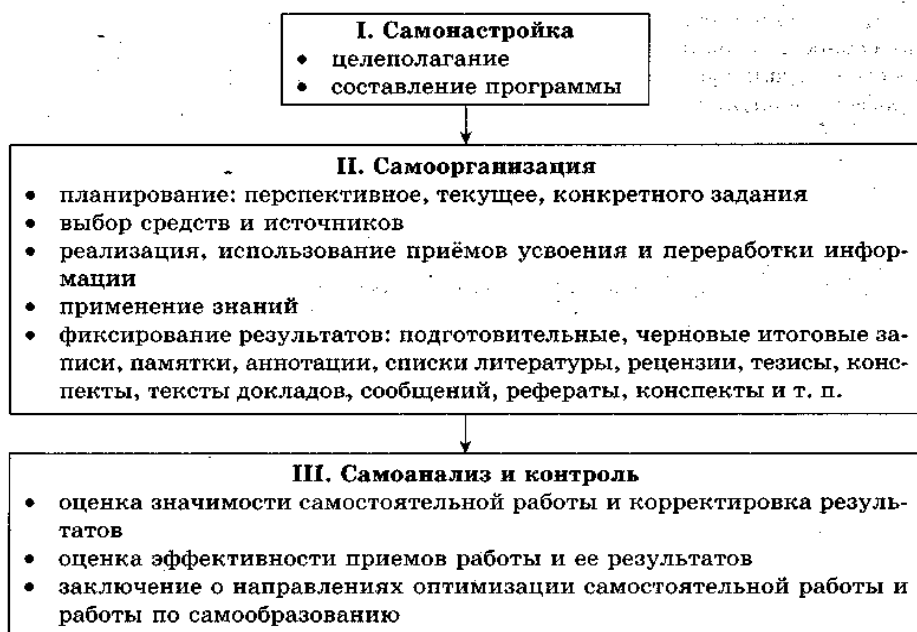 I. Самонастройка
• целеполагание
• составление программы
II. Самоорганизация
• планирование: перспективное, текущее, конкретного задания
• выбор средств и источников
• реализация, использование приёмов усвоения и переработки инфор-
мации
• применение знаний
• фиксирование результатов: подготовительные, черновые итоговые за-
писи, памятки, аннотации, списки литературы, рецензии, тезисы, конс-
пекты, тексты докладов, сообщений, рефераты, конспекты и т. п.
III. Самоанализ и контроль
• оценка значимости самостоятельной работы и корректировка резуль-
татов
• оценка эффективности приемов работы и ее результатов
• заключение о направлениях оптимизации самостоятельной работы и
работы по самообразованию